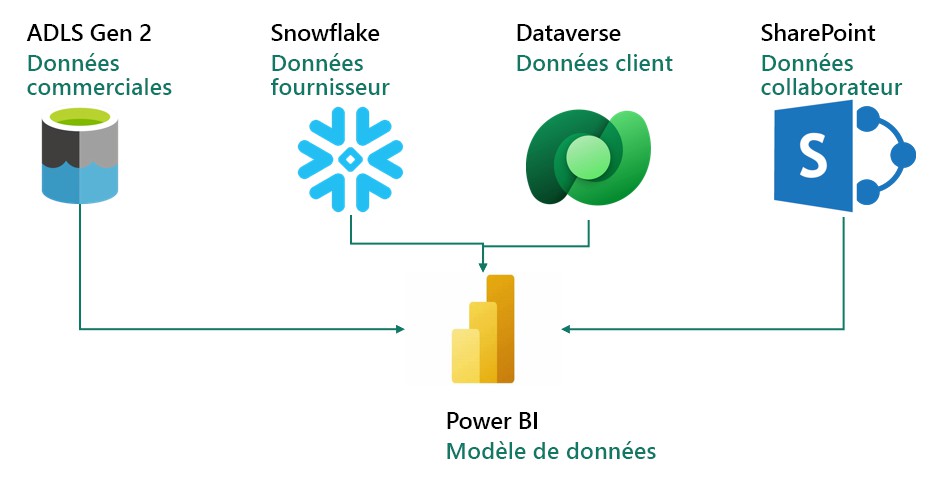 ADLS Gen 2
Données
commerciales
Snowflake
Données
fournisseur
Dataverse
Données client
SharePoint
Données
collaborateur
S
Power BI
Modèle de données